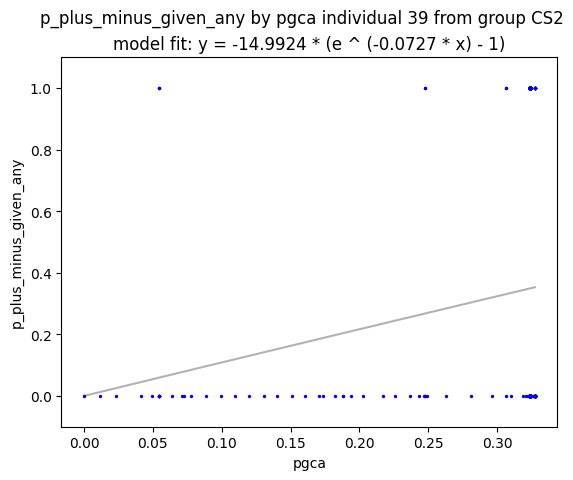 p_plus_minus_given_any by pgca individual 39 from group CS2
model fit: y = -14.9924 * (e ^ (-0.0727 * x) - 1)
p_plus_minus_given_any
1.0
0.8
0.6
0.4
0.2
0.0
0.00 0.05 0.10 0.15 0.20 0.25 0.30
pgca